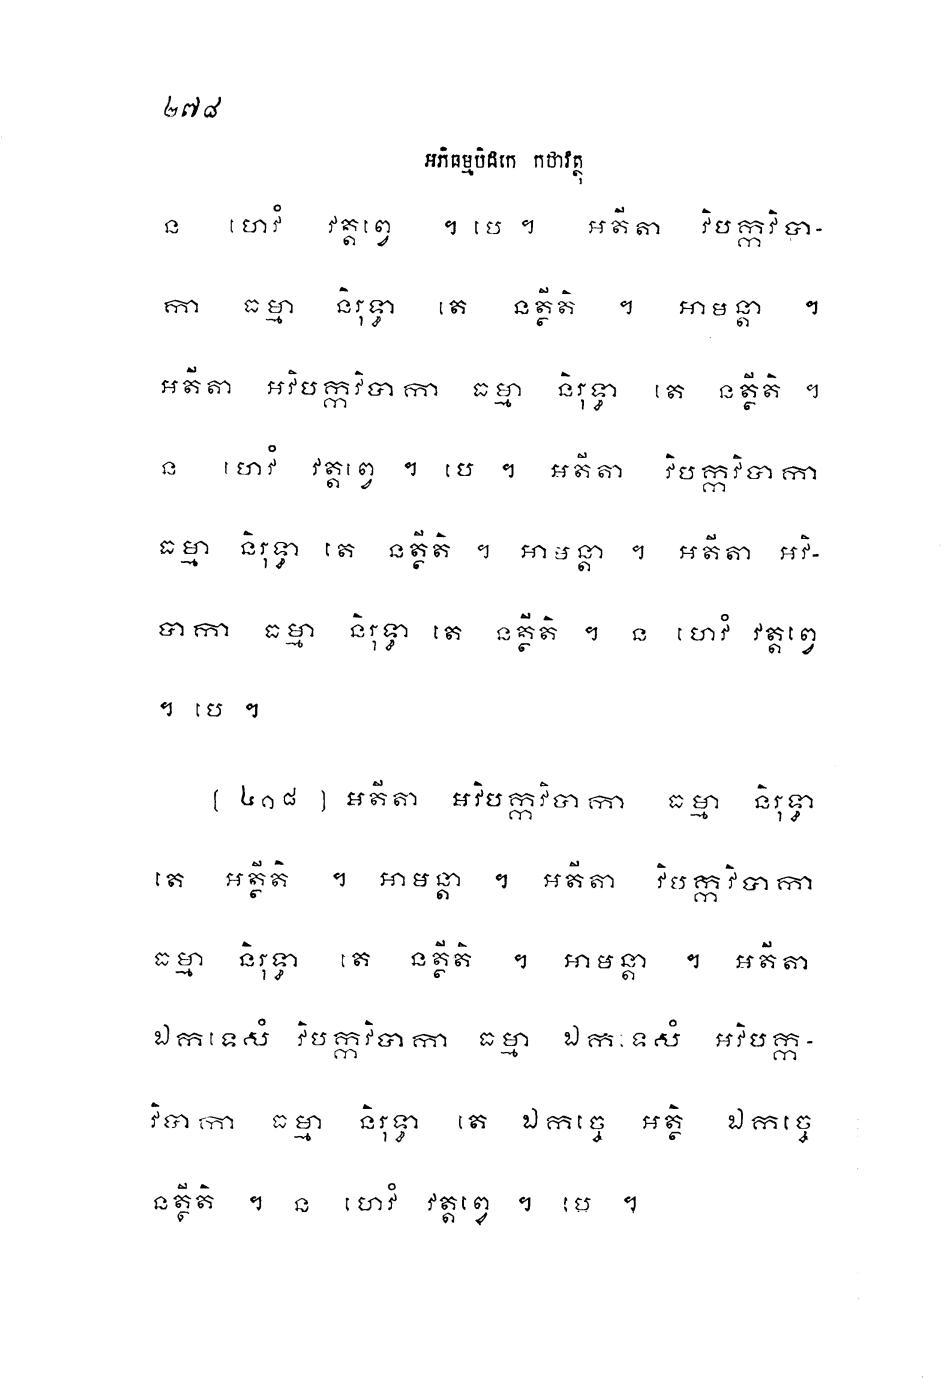 ២៧៨
អភិធម្មបិដកេ កថាវត្ថុ
ន ហេវំ វត្តព្វេ ។ បេ ។ អតីតា វិបក្កវិបា-
កា ធម្មា និរុទ្ធា តេ នត្ថីតិ ។ អាមន្តា ។
អតីតា អវិបក្កវិបាកា ធម្មា និរុទ្ធា តេ នត្ថីតិ ។
ន ហេវំ វត្តព្វេ ។ បេ ។ អតីតា វិបក្កវិបាកា
ធម្មា និរុទ្ធា តេ នត្ថីតិ ។ អាមន្តា ។ អតីតា អវិ-
បាកា ធម្មា និរុទ្ធា តេ នត្ថីតិ ។ ន ហេវំ វត្តព្វេ
។ បេ ។
[ ៤១៨ ] អតីតា អវិបក្កវិបាកា ធម្មា និរុទ្ធា
តេ អត្ថីតិ ។ អាមន្តា ។ អតីតា វិបក្កវិបាកា
ធម្មា និរុទ្ធា តេ នត្ថីតិ ។ អាមន្តា ។ អតីតា
ឯកទេសំ វិបក្កវិបាកា ធម្មា ឯកទេសំ អវិបក្ក-
វិបាកា ធម្មា និរុទ្ធា តេ ឯកច្ចេ អត្ថិ ឯកច្ចេ
នត្ថីតិ ។ ន ហេវំ វត្តព្វេ ។ បេ ។